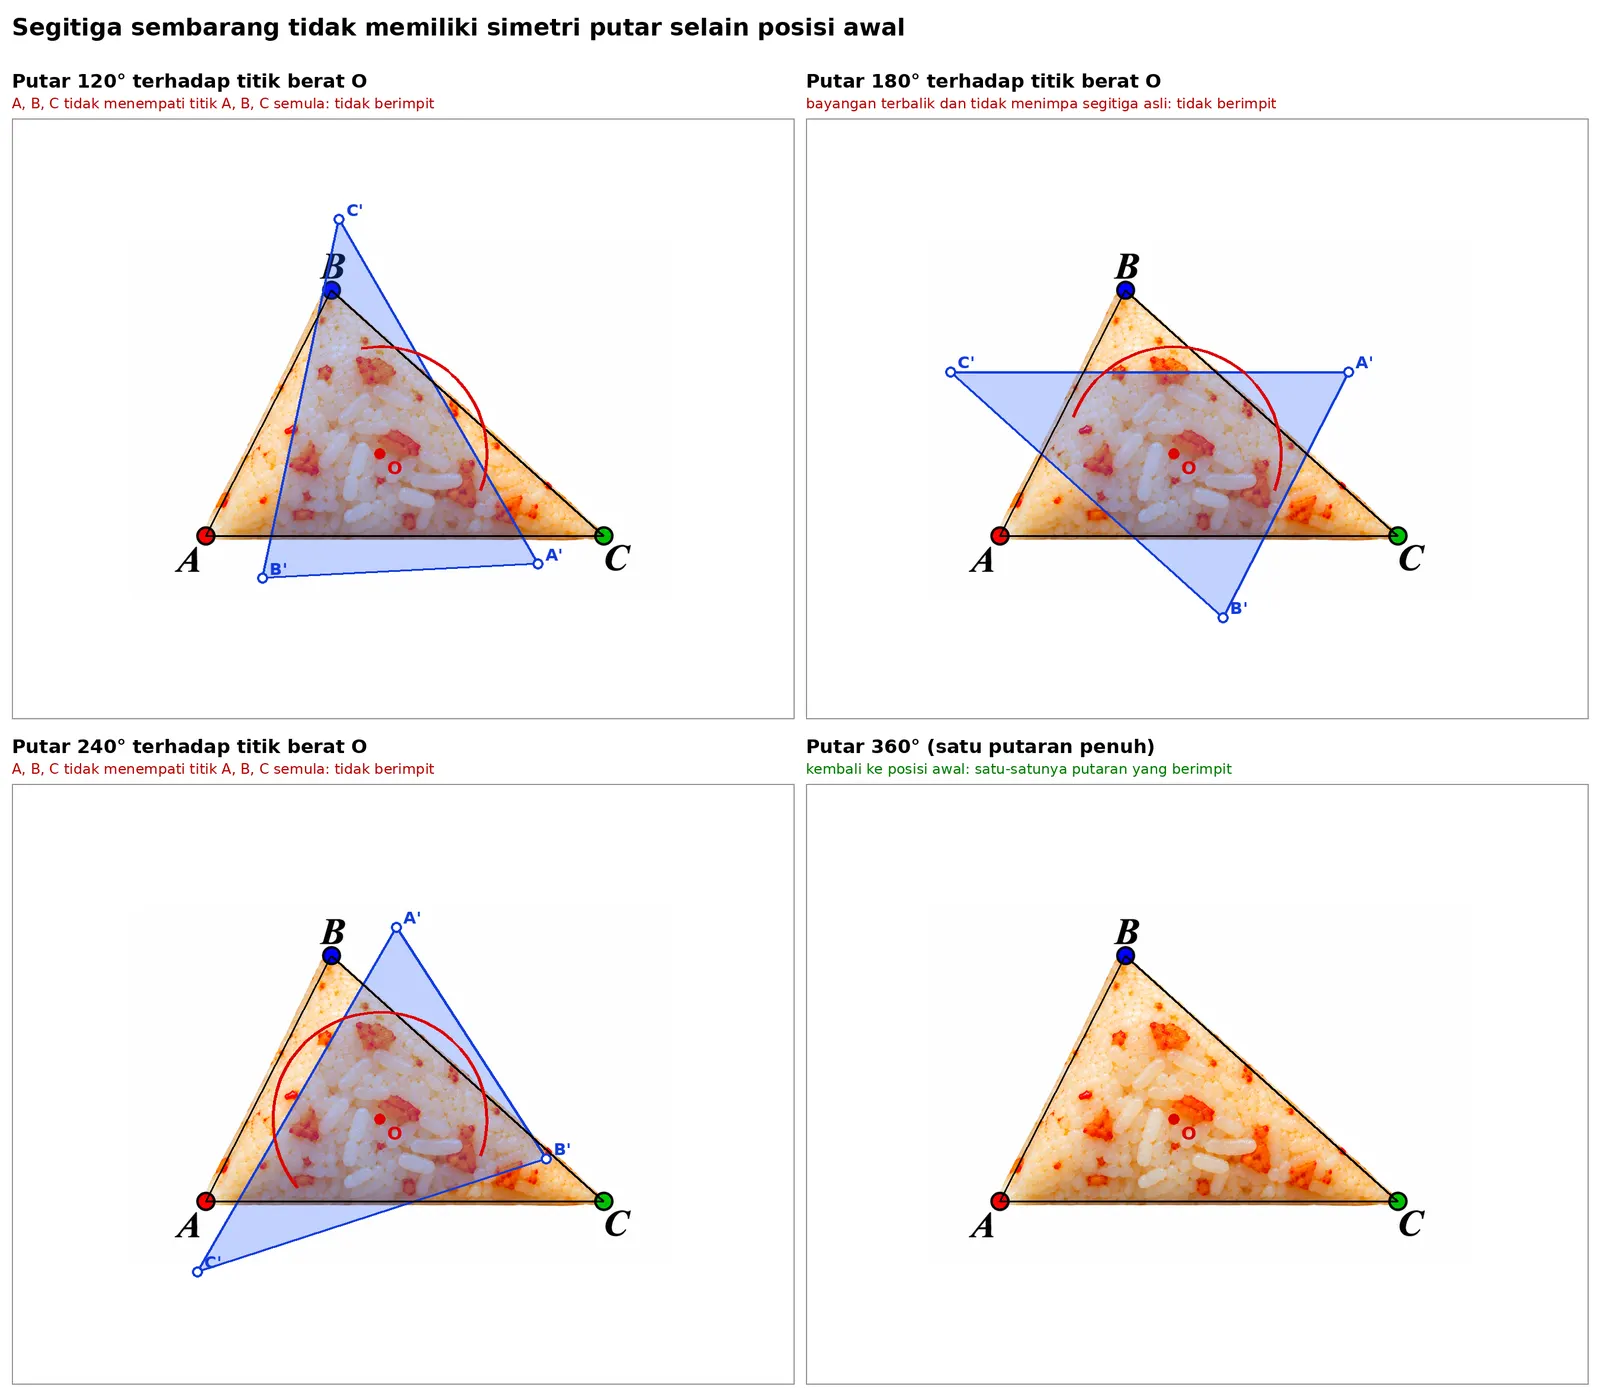 Segitiga sembarang tidak memiliki simetri putar selain posisi awal
Putar 120° terhadap titik berat O
A, B, C tidak menempati titik A, B, C semula: tidak berimpit
C'
B
O
A
B'
A'
C
Putar 180° terhadap titik berat O
bayangan terbalik dan tidak menimpa segitiga asli: tidak berimpit
B
C'
A'
O
A
C
B'
Putar 240° terhadap titik berat O
A, B, C tidak menempati titik A, B, C semula: tidak berimpit
A'
B
O
B'
A
C
C'
Putar 360° (satu putaran penuh)
kembali ke posisi awal: satu-satunya putaran yang berimpit
B
O
A
C